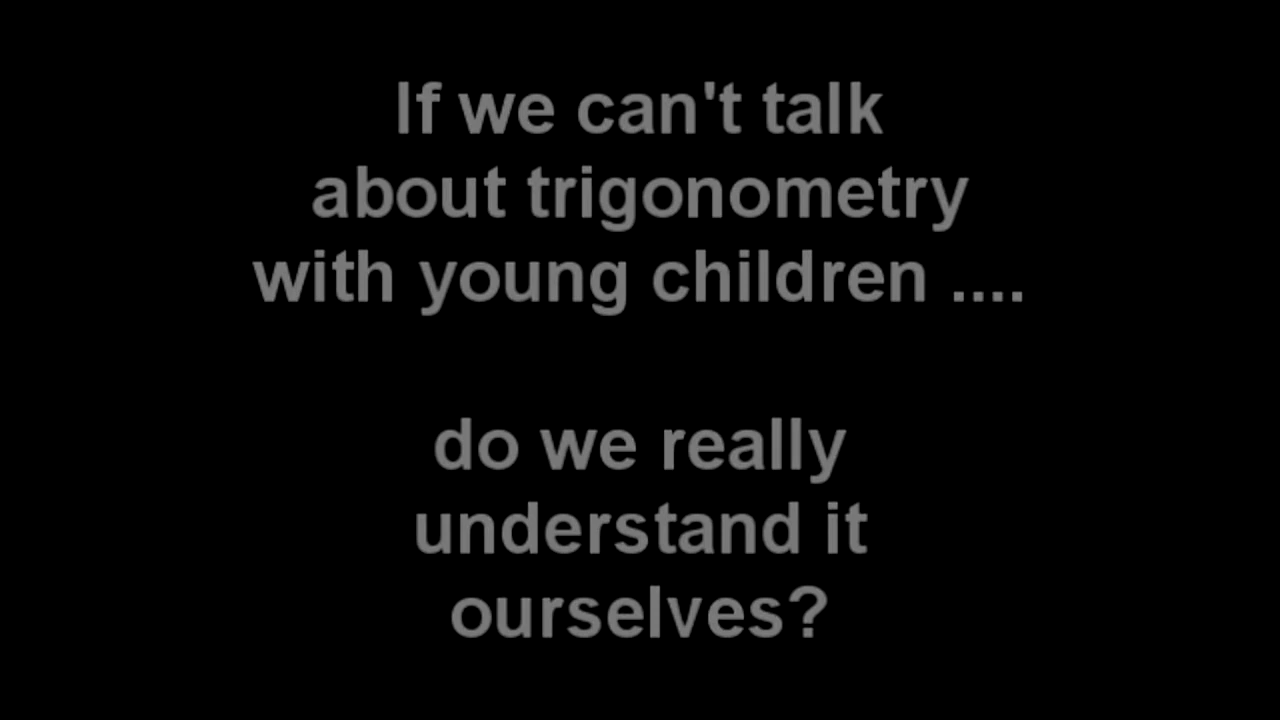 If we can't talk
about trigonometry
with young children ....
do we really
understand it
ourselves?